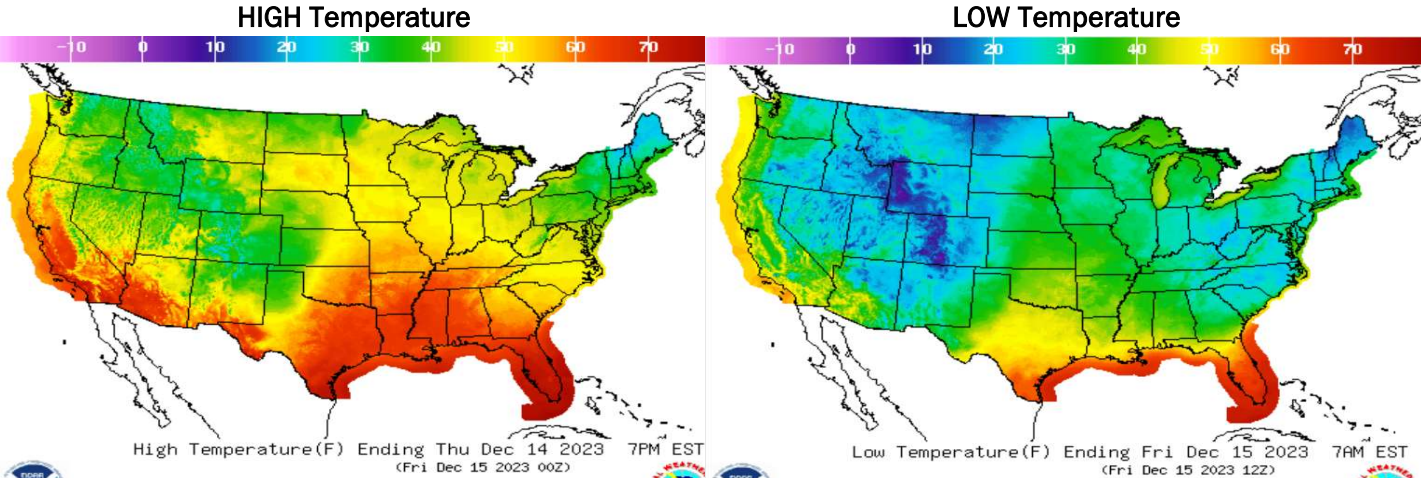 HIGH Temperature
LOW Temperature
-10 0 10 20 30 40 50 60 70
-10 0 10 20 30 40 50 60 70
High Temperature(F) Ending Thu Dec 14 2023 7PM EST
(Fri Dec 15 2023 00Z)
Low Temperature(F) Ending Fri Dec 15 2023 7AM EST
(Fri Dec 15 2023 12Z)
NOAA
NOAA